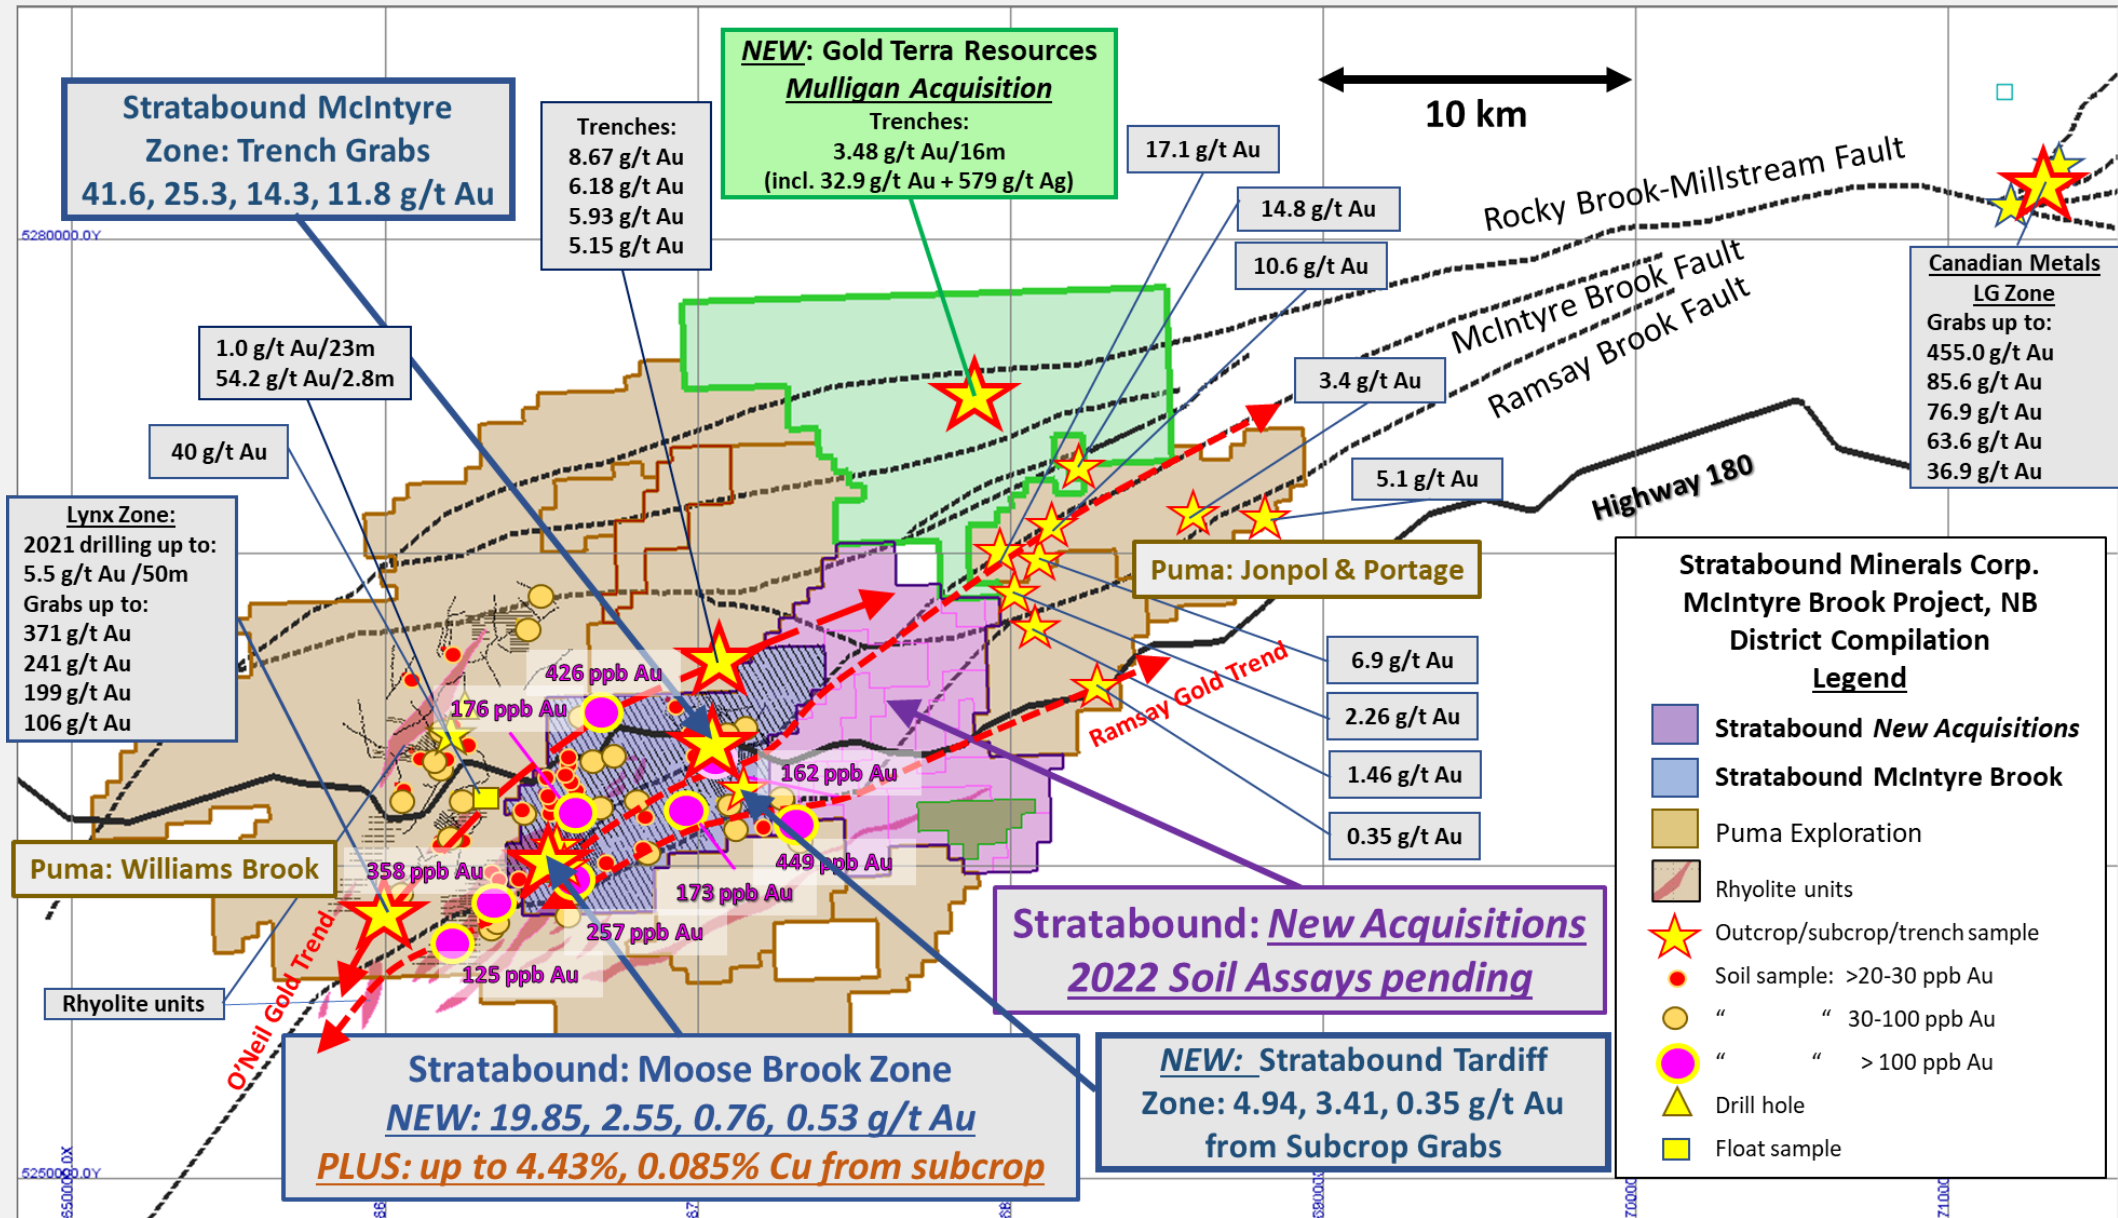 Stratabound McIntyre
Zone: Trench Grabs
41.6, 25.3, 14.3, 11.8 g/t Au
Trenches:
8.67 g/t Au
6.18 g/t Au
5.93 g/t Au
5.15 g/t Au
NEW: Gold Terra Resources
Mulligan Acquisition
Trenches:
3.48 g/t Au/16m
(incl. 32.9 g/t Au + 579 g/t Ag)
10 km
17.1 g/t Au
14.8 g/t Au
10.6 g/t Au
Rocky Brook-Millstream Fault
McIntyre Brook Fault
Ramsay Brook Fault
5280000.0Y
Canadian Metals
LG Zone
Grabs up to:
455.0 g/t Au
85.6 g/t Au
76.9 g/t Au
63.6 g/t Au
36.9 g/t Au
1.0 g/t Au/23m
54.2 g/t Au/2.8m
3.4 g/t Au
40 g/t Au
5.1 g/t Au
Highway 180
Lynx Zone:
2021 drilling up to:
5.5 g/t Au /50m
Grabs up to:
371 g/t Au
241 g/t Au
199 g/t Au
106 g/t Au
Puma: Jonpol & Portage
426 ppb Au
176 ppb Au
162 ppb Au
449 ppb Au
173 ppb Au
358 ppb Au
257 ppb Au
125 ppb Au
Ramsay Gold Trend
6.9 g/t Au
2.26 g/t Au
1.46 g/t Au
0.35 g/t Au
Puma: Williams Brook
O'Neil Gold Trend
Rhyolite units
Stratabound: New Acquisitions
2022 Soil Assays pending
Stratabound: Moose Brook Zone
NEW: 19.85, 2.55, 0.76, 0.53 g/t Au
PLUS: up to 4.43%, 0.085% Cu from subcrop
NEW: Stratabound Tardiff
Zone: 4.94, 3.41, 0.35 g/t Au
from Subcrop Grabs
Stratabound Minerals Corp.
McIntyre Brook Project, NB
District Compilation
Legend
Stratabound New Acquisitions
Stratabound McIntyre Brook
Puma Exploration
Rhyolite units
Outcrop/subcrop/trench sample
Soil sample: >20-30 ppb Au
“ “ 30-100 ppb Au
“ “ > 100 ppb Au
Drill hole
Float sample
5250000.0Y